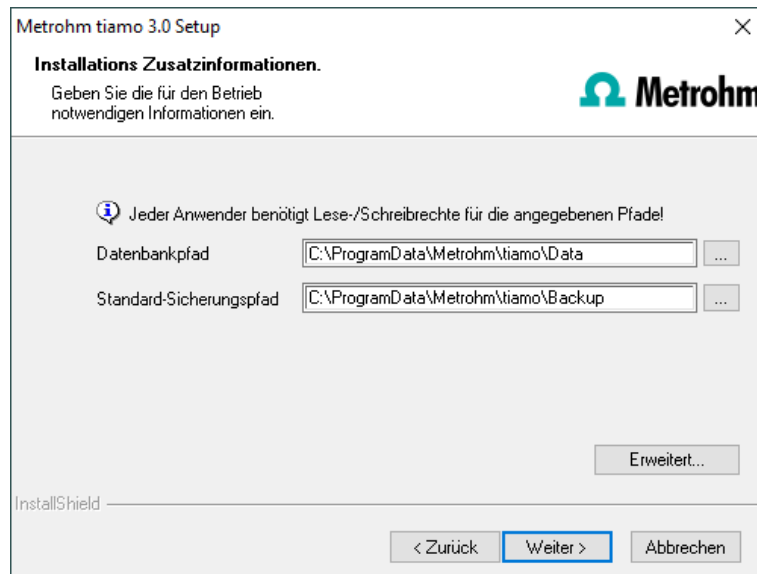 Metrohm tiamo 3.0 Setup
Installations Zusatzinformationen.
Geben Sie die für den Betrieb
notwendigen Informationen ein.
Metrohm
Jeder Anwender benötigt Lese-/Schreibrechte für die angegebenen Pfade!
Datenbankpfad C:\ProgramData\Metrohm\tiamo\Data ...
Standard-Sicherungspfad C:\ProgramData\Metrohm\tiamo\Backup ...
Erweitert...
InstallShield
< Zurück Weiter > Abbrechen